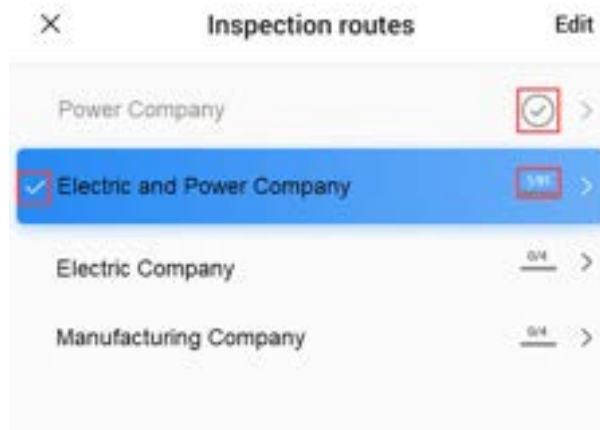 Inspection routes
Edit
Power Company
Electric and Power Company
Electric Company
0/4
Manufacturing Company
0/4